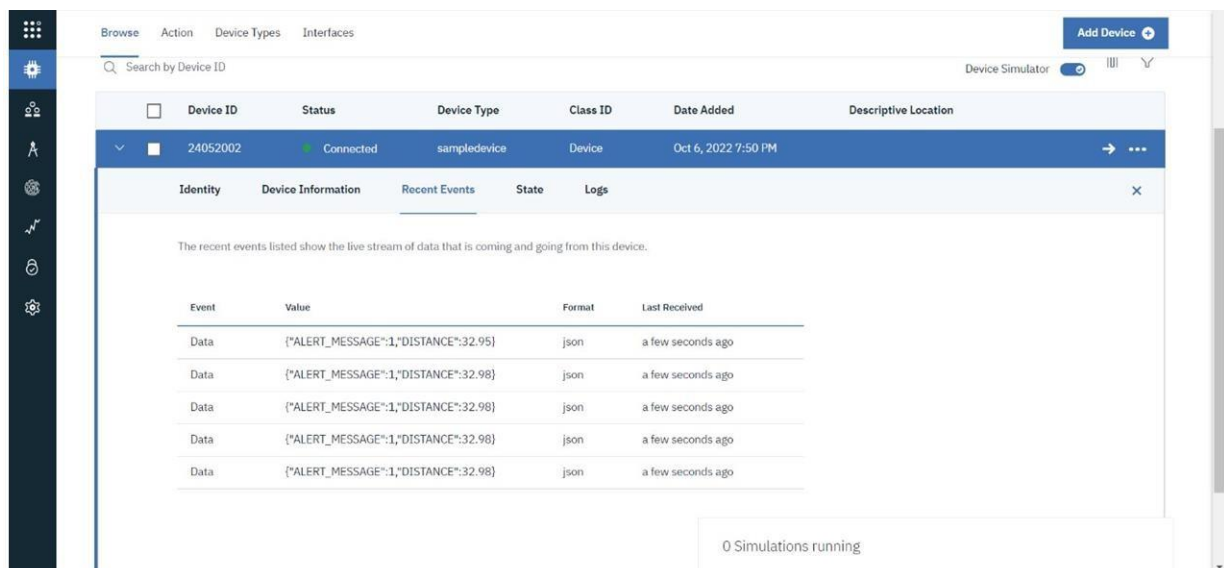 Browse Action Device Types Interfaces Add Device
Search by Device ID Device Simulator
Device ID Status Device Type Class ID Date Added Descriptive Location
24052002 Connected sampledevice Device Oct 6, 2022 7:50 PM
Identity Device Information Recent Events State Logs
The recent events listed show the live stream of data that is coming and going from this device.
Event Value Format Last Received
Data {"ALERT_MESSAGE":1,"DISTANCE":32.95} json a few seconds ago
Data {"ALERT_MESSAGE":1,"DISTANCE":32.98} json a few seconds ago
Data {"ALERT_MESSAGE":1,"DISTANCE":32.98} json a few seconds ago
Data {"ALERT_MESSAGE":1,"DISTANCE":32.98} json a few seconds ago
Data {"ALERT_MESSAGE":1,"DISTANCE":32.98} json a few seconds ago
0 Simulations running